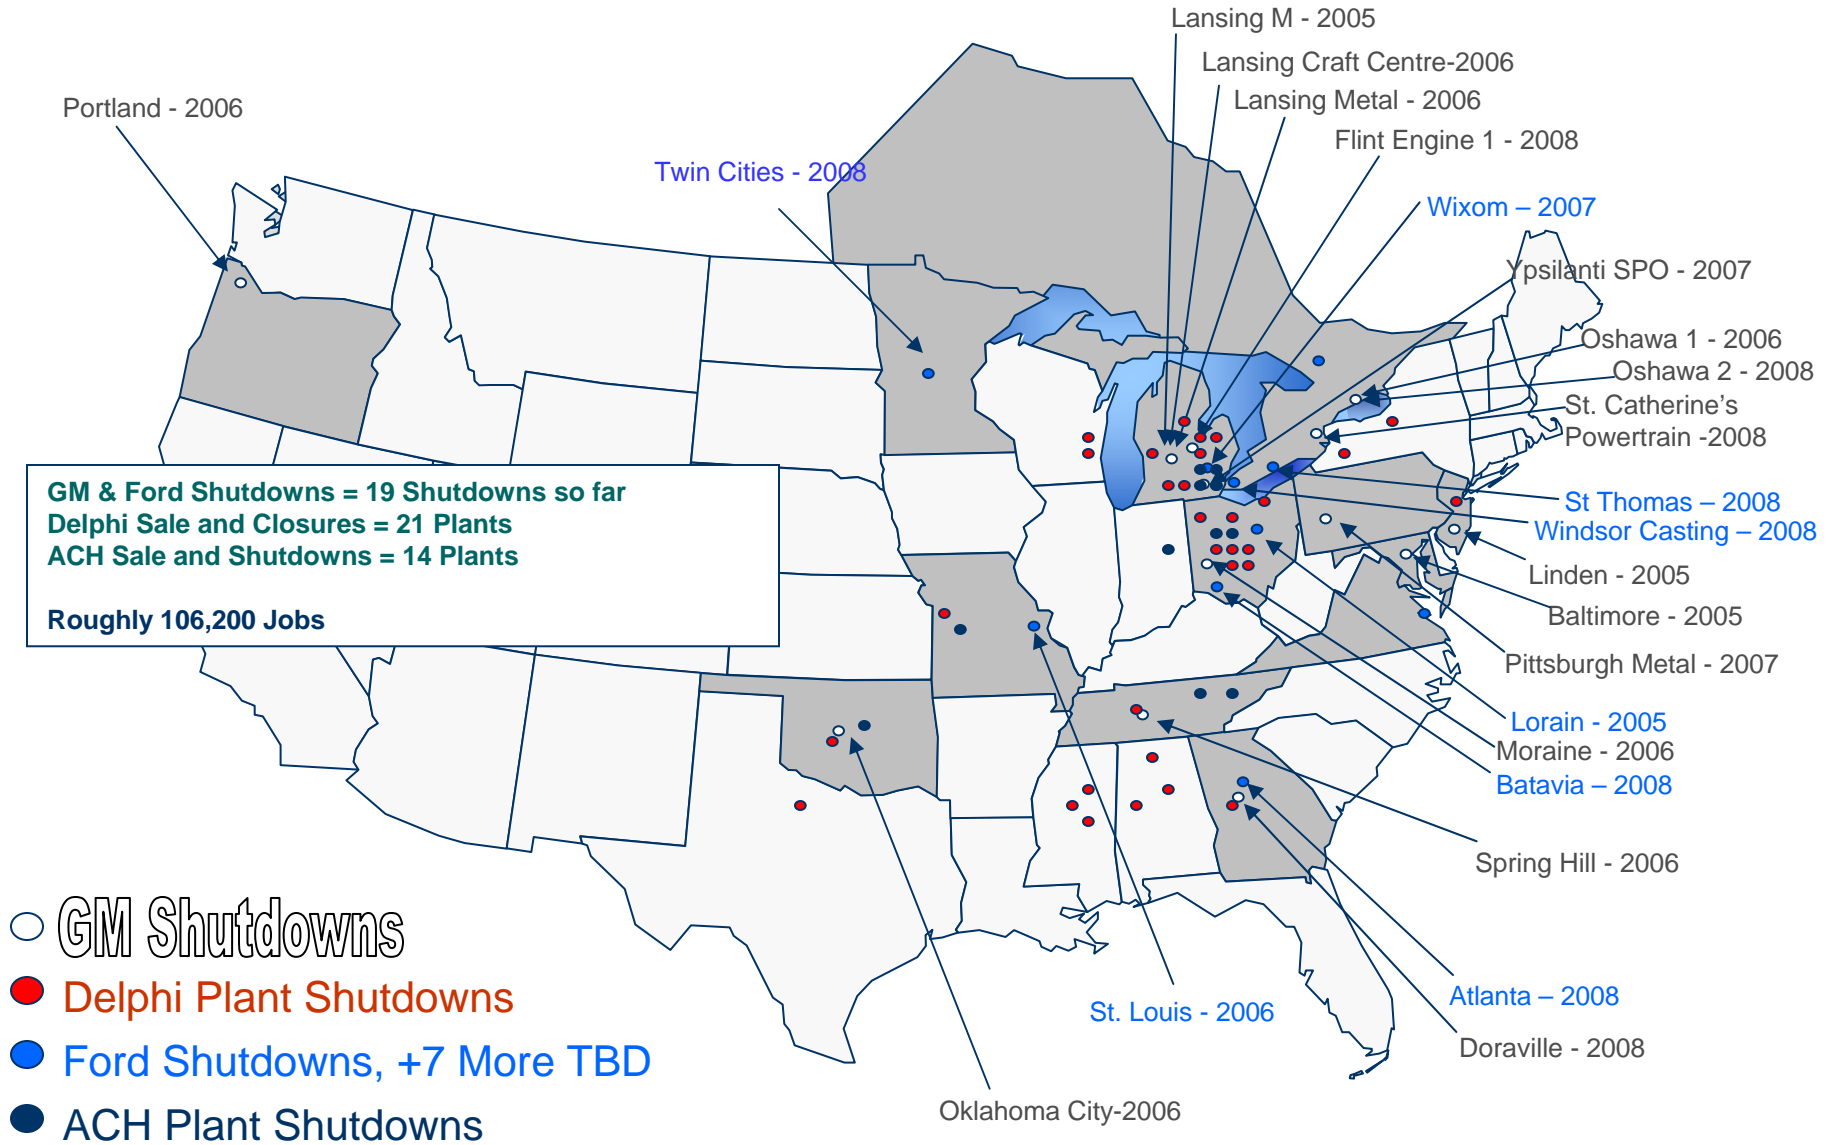 Lansing M - 2005
Lansing Craft Centre-2006
Lansing Metal - 2006
Portland - 2006
Flint Engine 1 - 2008
Twin Cities - 2008
Wixom – 2007
Ypsilanti SPO - 2007
Oshawa 1 - 2006
Oshawa 2 - 2008
St. Catherine's
Powertrain -2008
GM & Ford Shutdowns = 19 Shutdowns so far
Delphi Sale and Closures = 21 Plants
ACH Sale and Shutdowns = 14 Plants
Roughly 106,200 Jobs
St Thomas – 2008
Windsor Casting – 2008
Linden - 2005
Baltimore - 2005
Pittsburgh Metal - 2007
Lorain - 2005
Moraine - 2006
Batavia – 2008
Spring Hill - 2006
GM Shutdowns
Delphi Plant Shutdowns
Ford Shutdowns, +7 More TBD
ACH Plant Shutdowns
Atlanta – 2008
St. Louis - 2006
Doraville - 2008
Oklahoma City-2006